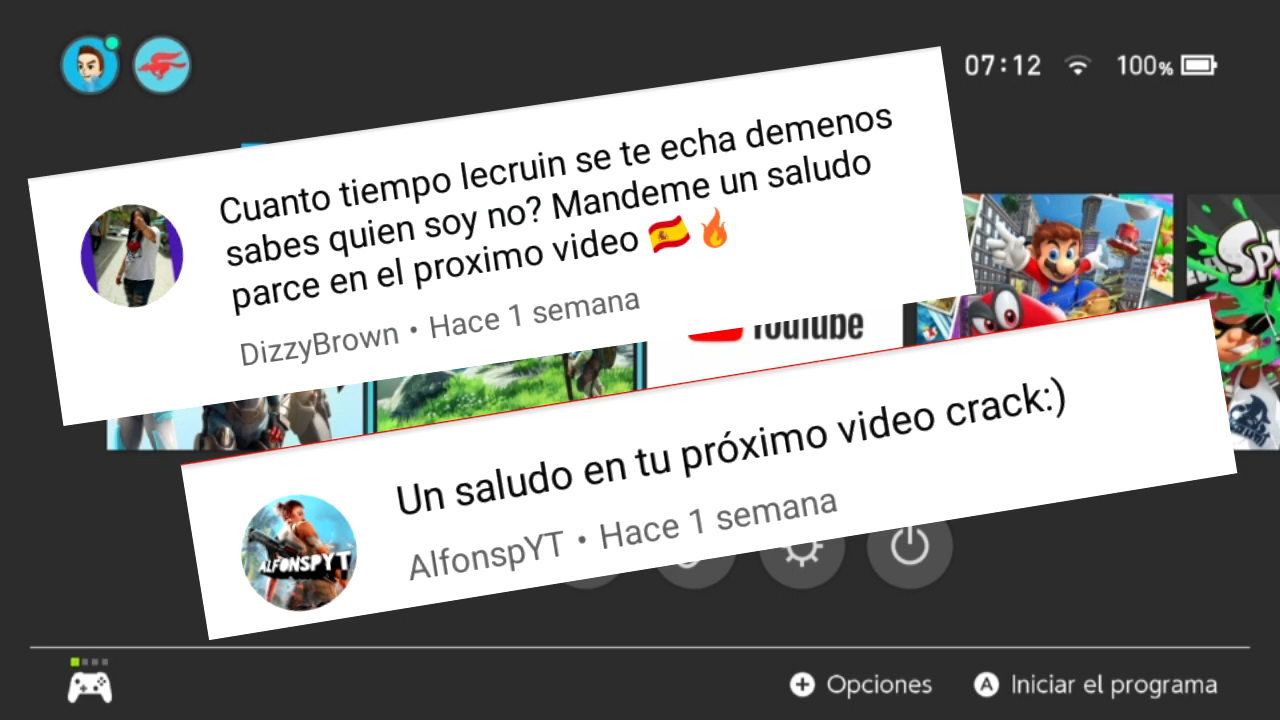 07:12
100%
Cuanto tiempo lecruin se te echa demenos
sabes quien soy no? Mandeme un saludo
parce en el proximo video 🇪🇸🔥
DizzyBrown • Hace 1 semana
YouTube
Un saludo en tu próximo video crack:)
AlfonspYT • Hace 1 semana
ALFONSPYT
Opciones
A Iniciar el programa